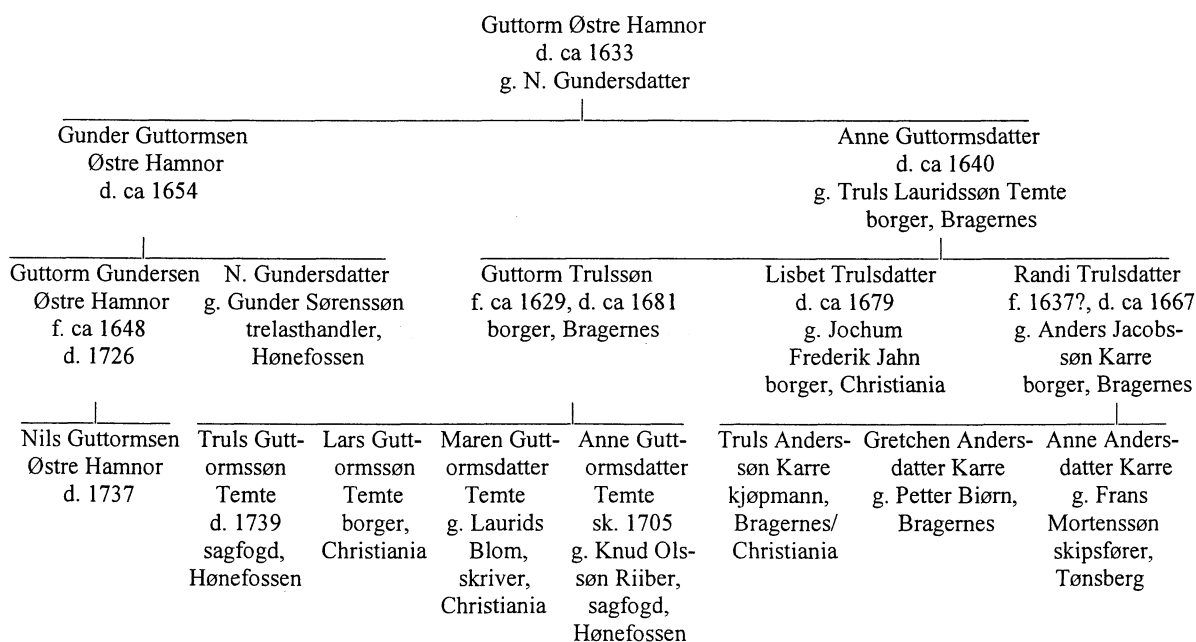 Guttorm Østre Hamnor
d. ca 1633
g. N. Gundersdatter
Gunder Guttormsen
Østre Hamnor
d. ca 1654
Anne Guttormsdatter
d. ca 1640
g. Truls Lauridssøn Temte
borger, Bragernes
Guttorm Gundersen
Østre Hamnor
f. ca 1648
d. 1726
N. Gundersdatter
g. Gunder Sørenssøn
trelasthandler,
Hønefossen
Guttorm Trulssøn
f. ca 1629, d. ca 1681
borger, Bragernes
Lisbet Trulsdatter
d. ca 1679
g. Jochum
Frederik Jahn
borger, Christiania
Randi Trulsdatter
f. 1637?, d. ca 1667
g. Anders Jacobs-
søn Karre
borger, Bragernes
Nils Guttormsen
Østre Hamnor
d. 1737
Truls Gutt-
ormssøn
Temte
d. 1739
sagfogd,
Hønefossen
Lars Gutt-
ormssøn
Temte
borger,
Christiania
Maren Gutt-
ormsdatter
Temte
g. Laurids
Blom,
skriver,
Christiania
Anne Gutt-
ormsdatter
Temte
sk. 1705
g. Knud Ols-
søn Riiber,
sagfogd,
Hønefossen
Truls Anders-
søn Karre
kjøpmann,
Bragernes/
Christiania
Gretchen Anders-
datter Karre
g. Petter Biørn,
Bragernes
Anne Anders-
datter Karre
g. Frans
Mortenssøn
skipsfører,
Tønsberg